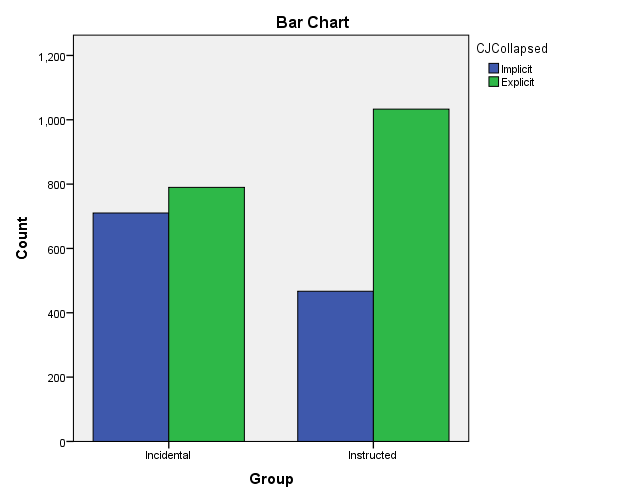 Bar Chart
CJCollapsed
Implicit
Explicit
1,200
1,000
800
600
400
200
0
Count
Incidental
Instructed
Group